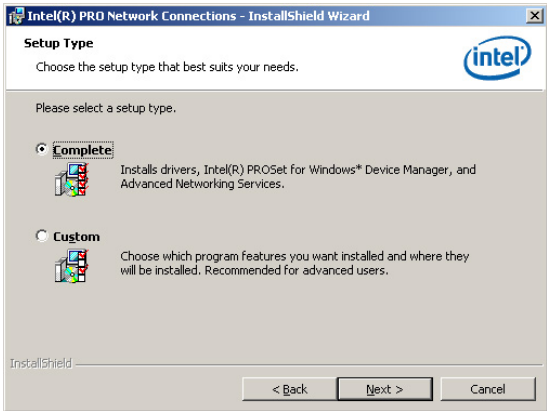 Intel(R) PRO Network Connections - InstallShield Wizard
Setup Type
Choose the setup type that best suits your needs.
intel
Please select a setup type.
Complete
Installs drivers, Intel(R) PROSet for Windows* Device Manager, and
Advanced Networking Services.
Custom
Choose which program features you want installed and where they
will be installed. Recommended for advanced users.
InstallShield
< Back
Next >
Cancel